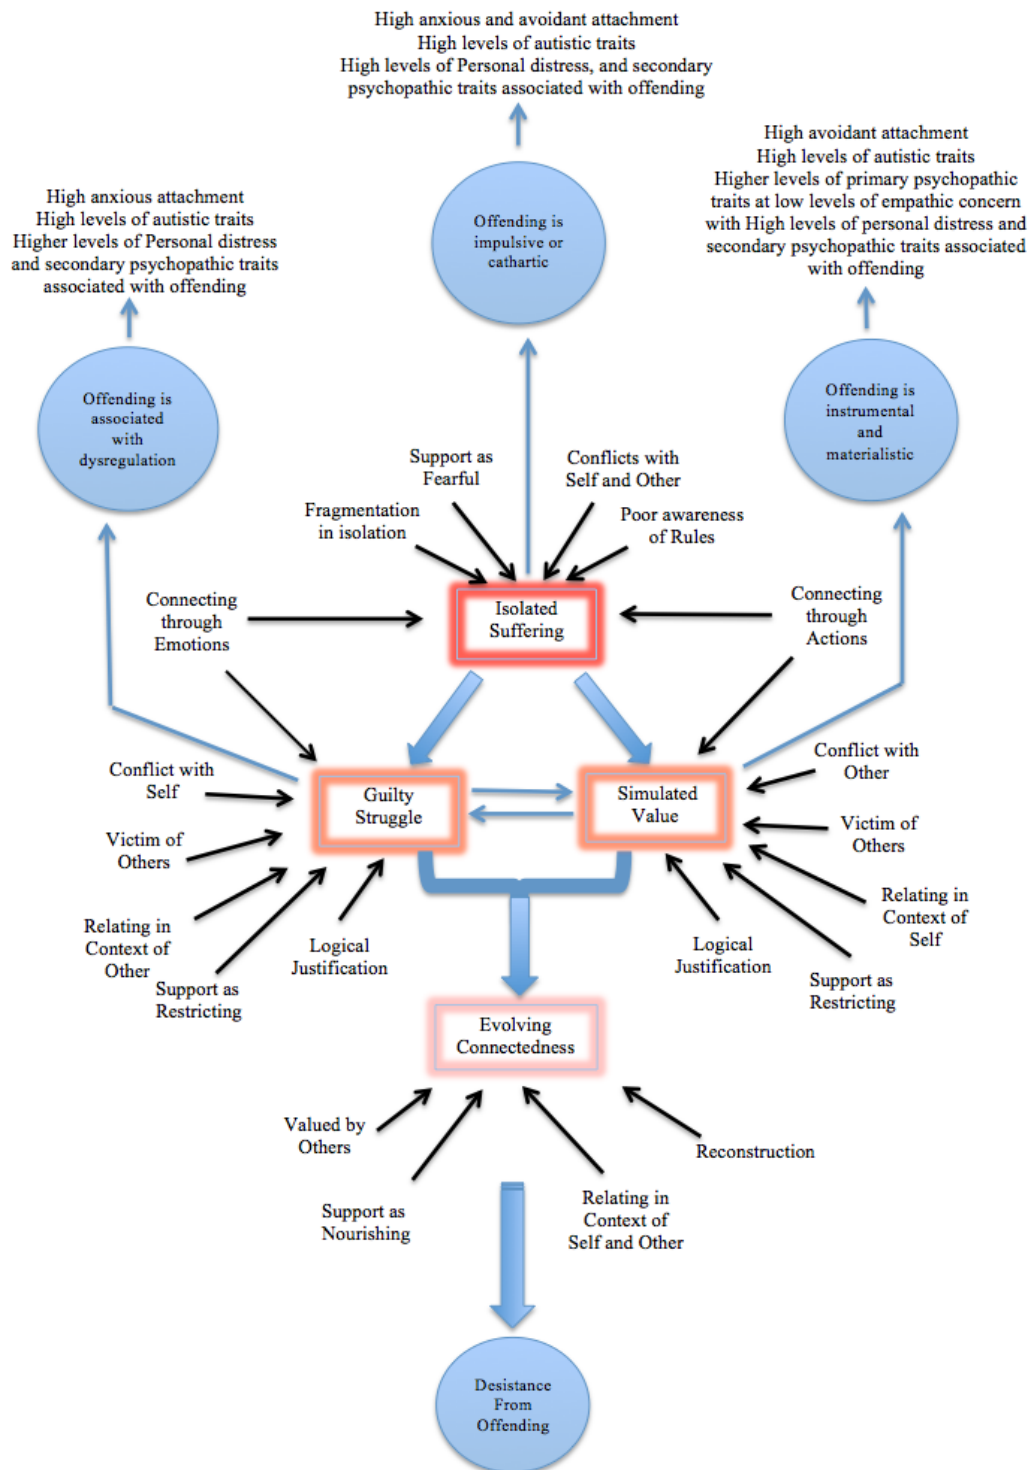 High anxious and avoidant attachment
High levels of autistic traits
High levels of Personal distress, and secondary
psychopathic traits associated with offending
High avoidant attachment
High levels of autistic traits
Higher levels of primary psychopathic
traits at low levels of empathic concern
with High levels of personal distress and
secondary psychopathic traits associated
with offending
High anxious attachment
High levels of autistic traits
Higher levels of Personal distress
and secondary psychopathic traits
associated with offending
Offending is
impulsive or
cathartic
Offending is
associated
with
dysregulation
Offending is
instrumental
and
materialistic
Support as
Fearful
Conflicts with
Self and Other
Fragmentation
in isolation
Poor awareness
of Rules
Connecting
through
Emotions
Isolated
Suffering
Connecting
through
Actions
Conflict with
Self
Guilty
Struggle
Simulated
Value
Conflict with
Other
Victim of
Others
Victim of
Others
Relating in
Context of
Other
Support as
Restricting
Logical
Justification
Logical
Justification
Relating in
Context of
Self
Support as
Restricting
Evolving
Connectedness
Valued by
Others
Support as
Nourishing
Relating in
Context of
Self and Other
Reconstruction
Desistance
From
Offending